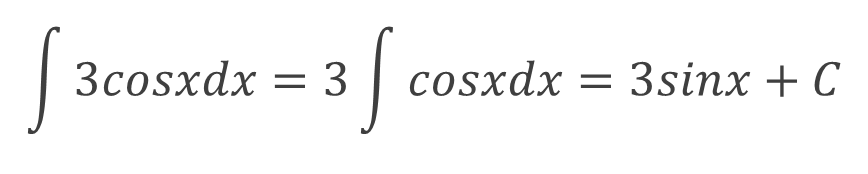 ∫ 3cosxdx = 3 ∫ cosxdx = 3sinx + C